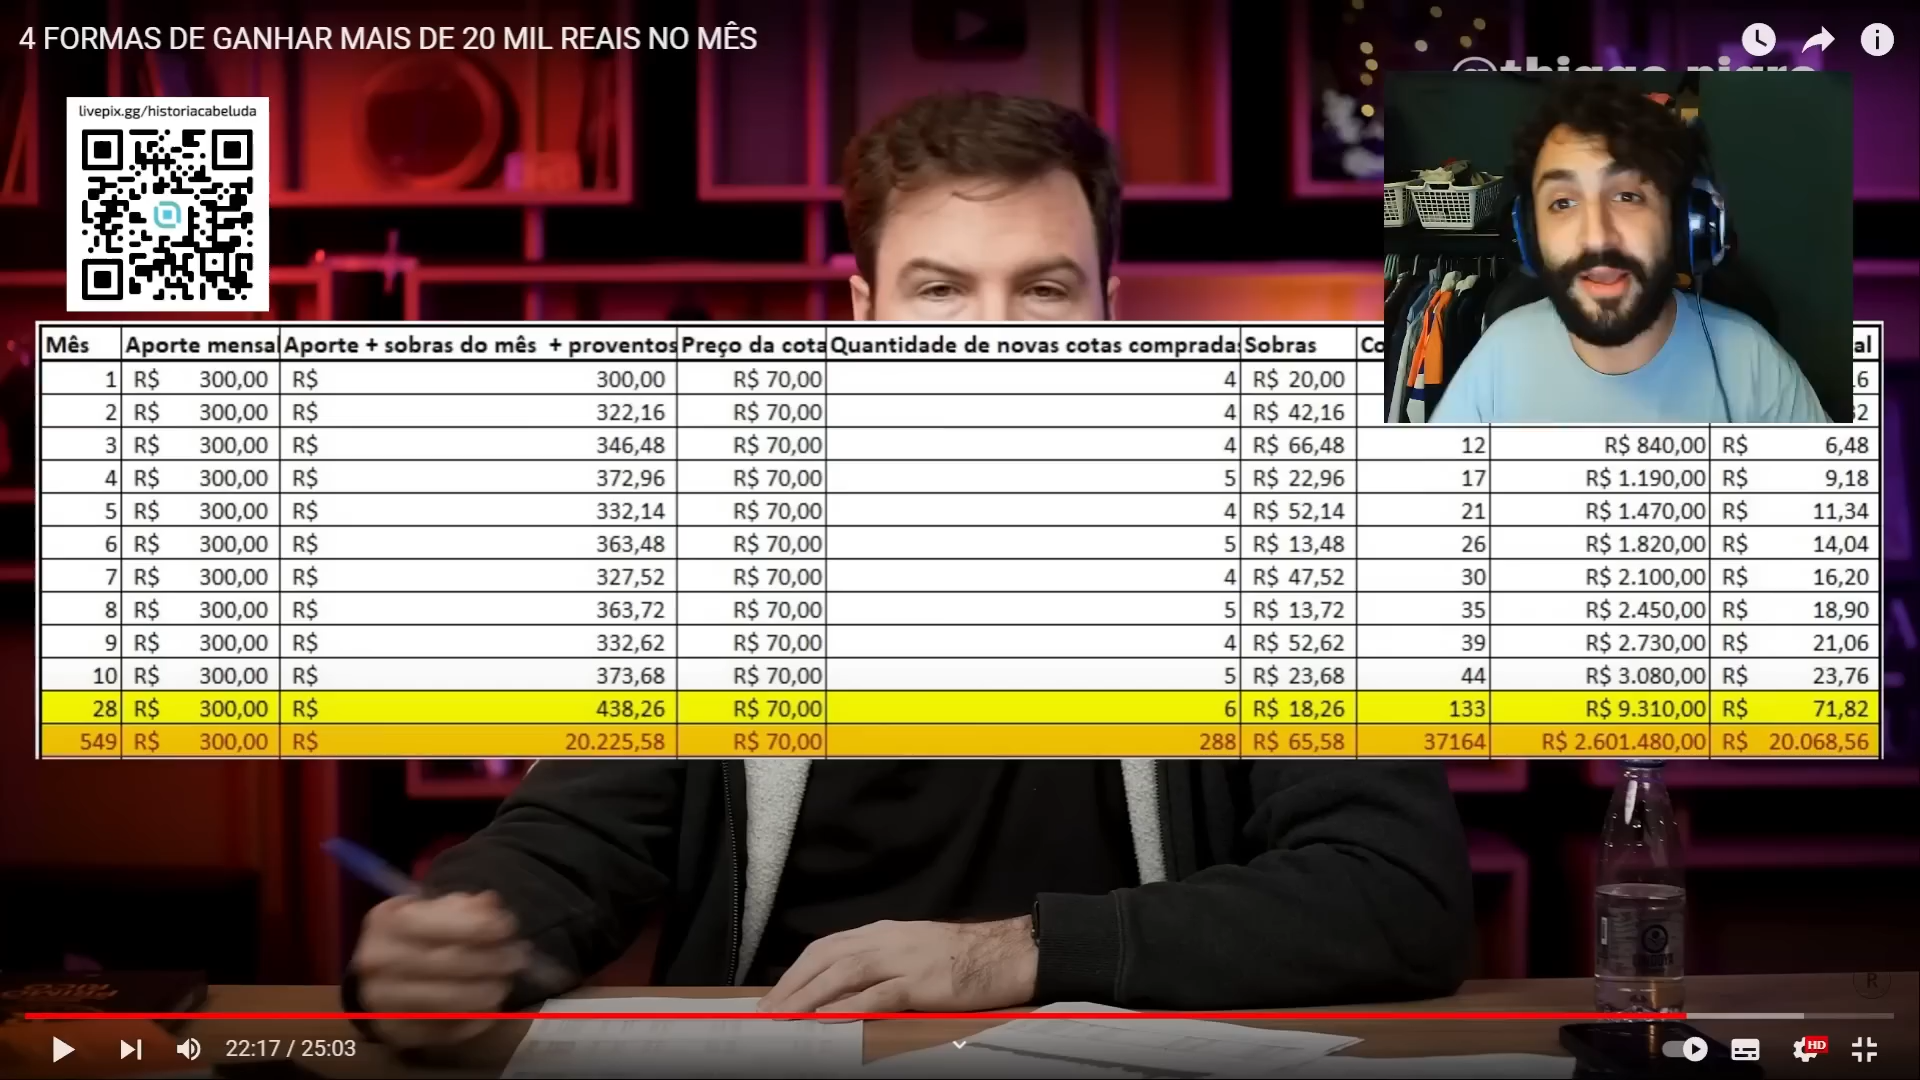 4 FORMAS DE GANHAR MAIS DE 20 MIL REAIS NO MÊS
livepix.gg/historiacabeluda
Mês Aporte mensal Aporte + sobras do mês + proventos Preço da cota Quantidade de novas cotas compradas Sobras Co al
1 R$ 300,00 R$ 300,00 R$ 70,00 4 R$ 20,00 16
2 R$ 300,00 R$ 322,16 R$ 70,00 4 R$ 42,16 32
3 R$ 300,00 R$ 346,48 R$ 70,00 4 R$ 66,48 12 R$ 840,00 R$ 6,48
4 R$ 300,00 R$ 372,96 R$ 70,00 5 R$ 22,96 17 R$ 1.190,00 R$ 9,18
5 R$ 300,00 R$ 332,14 R$ 70,00 4 R$ 52,14 21 R$ 1.470,00 R$ 11,34
6 R$ 300,00 R$ 363,48 R$ 70,00 5 R$ 13,48 26 R$ 1.820,00 R$ 14,04
7 R$ 300,00 R$ 327,52 R$ 70,00 4 R$ 47,52 30 R$ 2.100,00 R$ 16,20
8 R$ 300,00 R$ 363,72 R$ 70,00 5 R$ 13,72 35 R$ 2.450,00 R$ 18,90
9 R$ 300,00 R$ 332,62 R$ 70,00 4 R$ 52,62 39 R$ 2.730,00 R$ 21,06
10 R$ 300,00 R$ 373,68 R$ 70,00 5 R$ 23,68 44 R$ 3.080,00 R$ 23,76
28 R$ 300,00 R$ 438,26 R$ 70,00 6 R$ 18,26 133 R$ 9.310,00 R$ 71,82
549 R$ 300,00 R$ 20.225,58 R$ 70,00 288 R$ 65,58 37164 R$ 2.601.480,00 R$ 20.068,56
22:17 / 25:03
HD